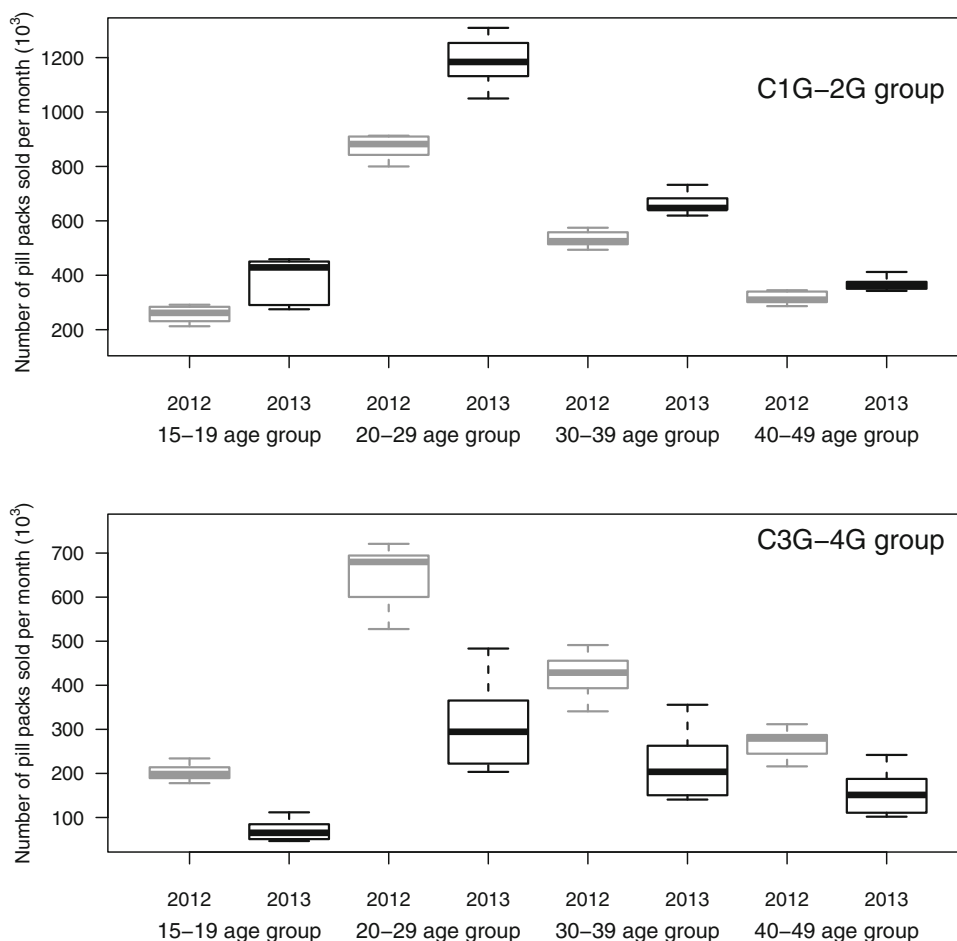 Number of pill packs sold per month (10³)
1200
1000
800
600
400
200
C1G−2G group
2012 2013 2012 2013 2012 2013 2012 2013
15−19 age group 20−29 age group 30−39 age group 40−49 age group
Number of pill packs sold per month (10³)
700
600
500
400
300
200
100
C3G−4G group
2012 2013 2012 2013 2012 2013 2012 2013
15−19 age group 20−29 age group 30−39 age group 40−49 age group